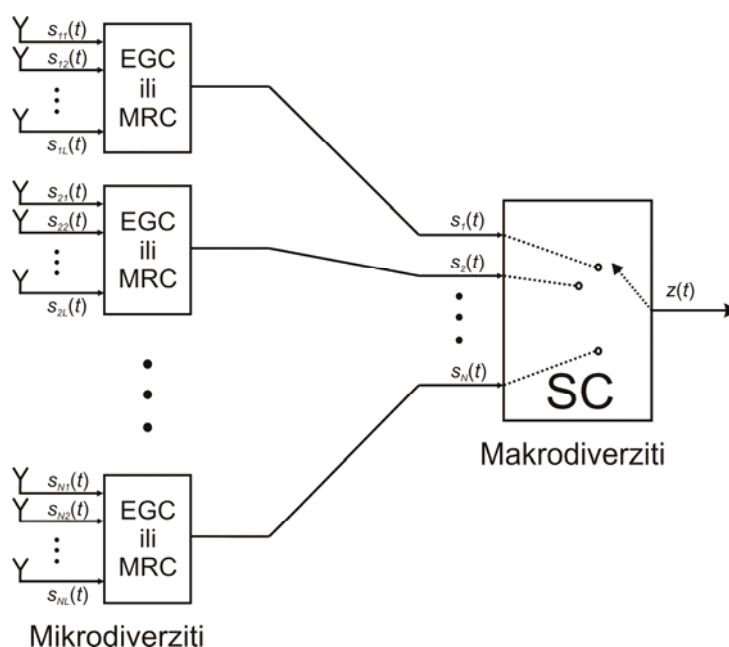 s11(t)
s12(t)
s1L(t)
EGC
ili
MRC
s21(t)
s22(t)
s2L(t)
EGC
ili
MRC
s1(t)
s2(t)
sN(t)
z(t)
SC
Makrodiverziti
sN1(t)
sN2(t)
sNL(t)
EGC
ili
MRC
Mikrodiverziti